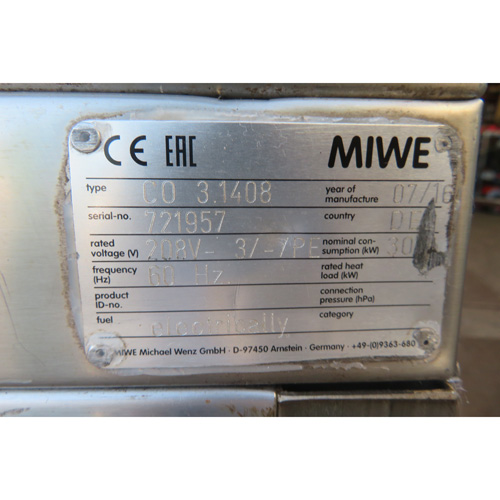 CE EAC MIWE
type CO 3.1408 year of manufacture 07/16
serial-no. 721957 country
rated voltage (V) 208V~ 3/-/PE nominal consumption (kW)
frequency (Hz) 60 Hz rated heat load (kW)
product ID-no. connection pressure (hPa)
fuel electrically category
MIWE Michael Wenz GmbH · D-97450 Arnstein · Germany · +49-(0)9363-680